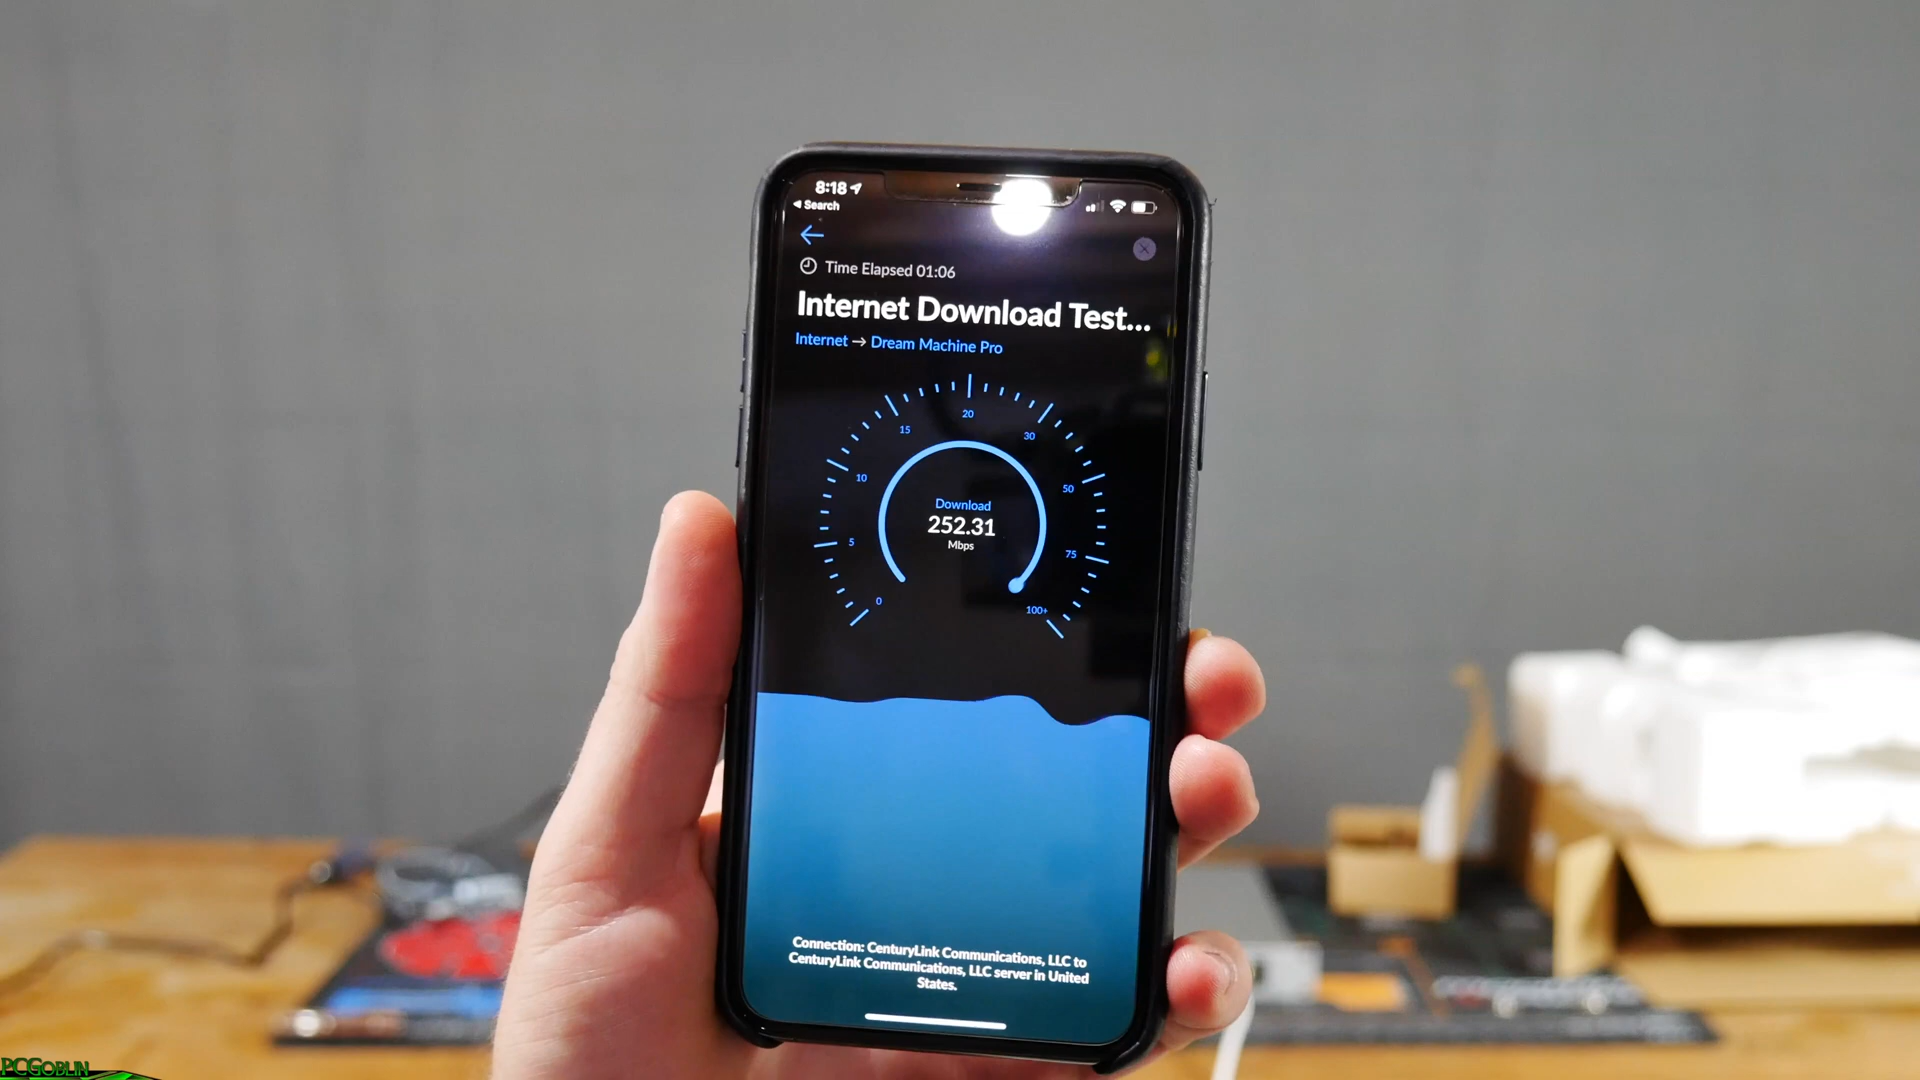 8:18
Search
Time Elapsed 01:06
Internet Download Test...
Internet → Dream Machine Pro
20
15
30
10
50
Download
252.31
Mbps
5
75
0
100+
Connection: CenturyLink Communications, LLC to
CenturyLink Communications, LLC server in United
States.
PCGOBLIN